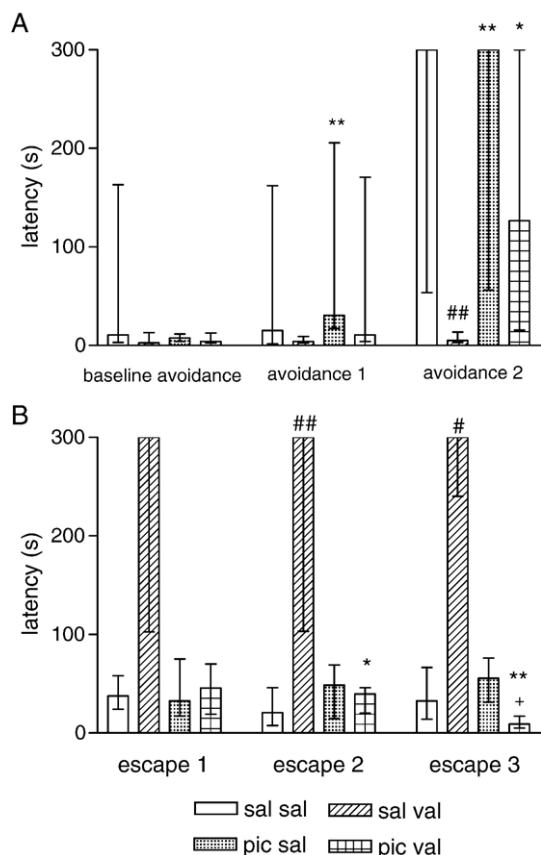 A
300
**
*
200
**
latency (s)
100
##
0
baseline avoidance
avoidance 1
avoidance 2
B
300
##
#
200
latency (s)
100
*
**
+
0
escape 1
escape 2
escape 3
sal sal
sal val
pic sal
pic val